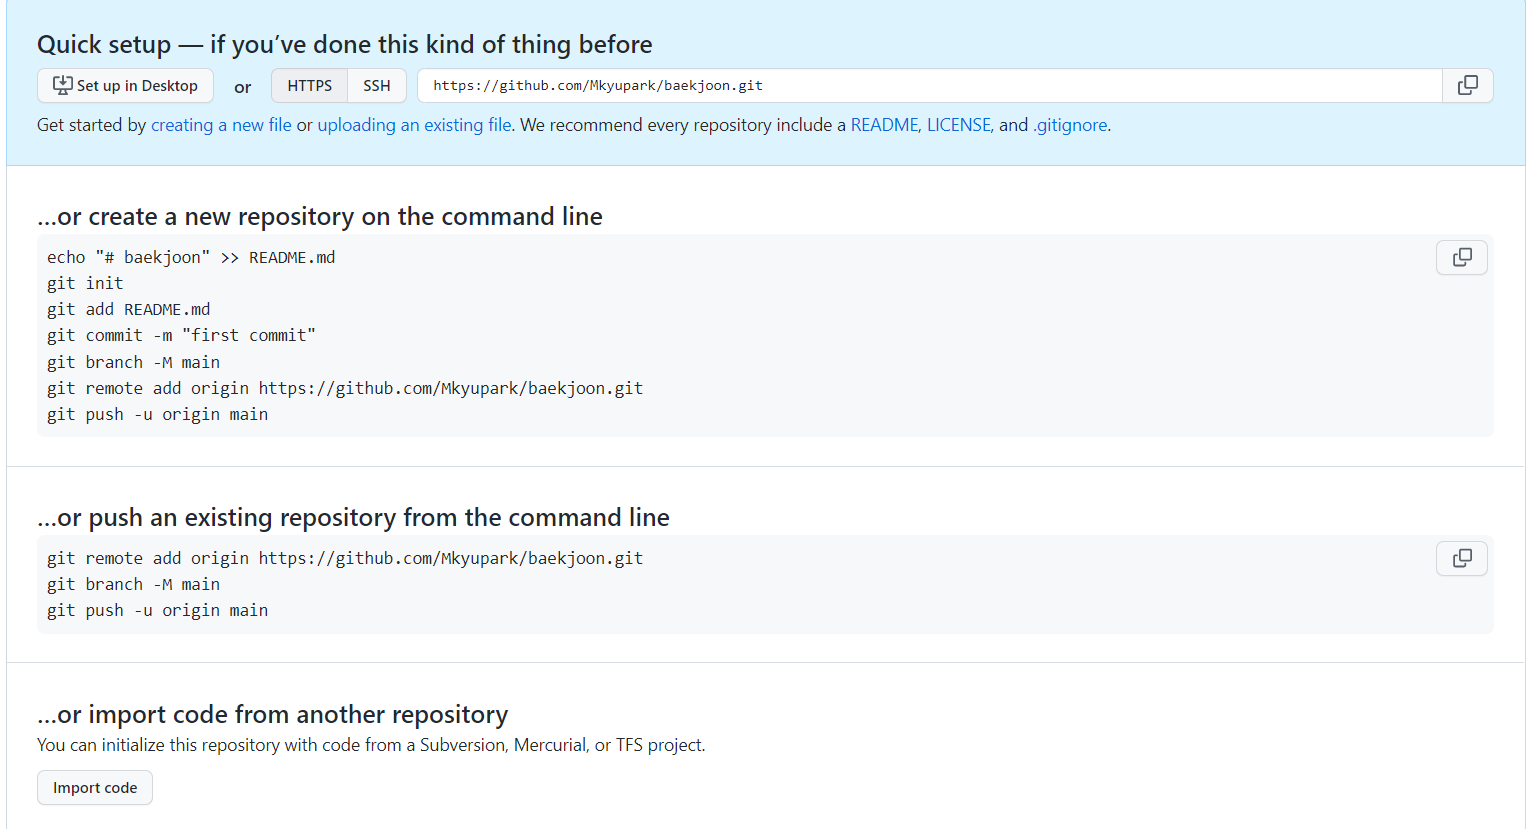 Quick setup — if you’ve done this kind of thing before
Set up in Desktop or HTTPS SSH https://github.com/Mkyupark/baekjoon.git
Get started by creating a new file or uploading an existing file. We recommend every repository include a README, LICENSE, and .gitignore.
…or create a new repository on the command line
echo "# baekjoon" >> README.md
git init
git add README.md
git commit -m "first commit"
git branch -M main
git remote add origin https://github.com/Mkyupark/baekjoon.git
git push -u origin main
…or push an existing repository from the command line
git remote add origin https://github.com/Mkyupark/baekjoon.git
git branch -M main
git push -u origin main
…or import code from another repository
You can initialize this repository with code from a Subversion, Mercurial, or TFS project.
Import code